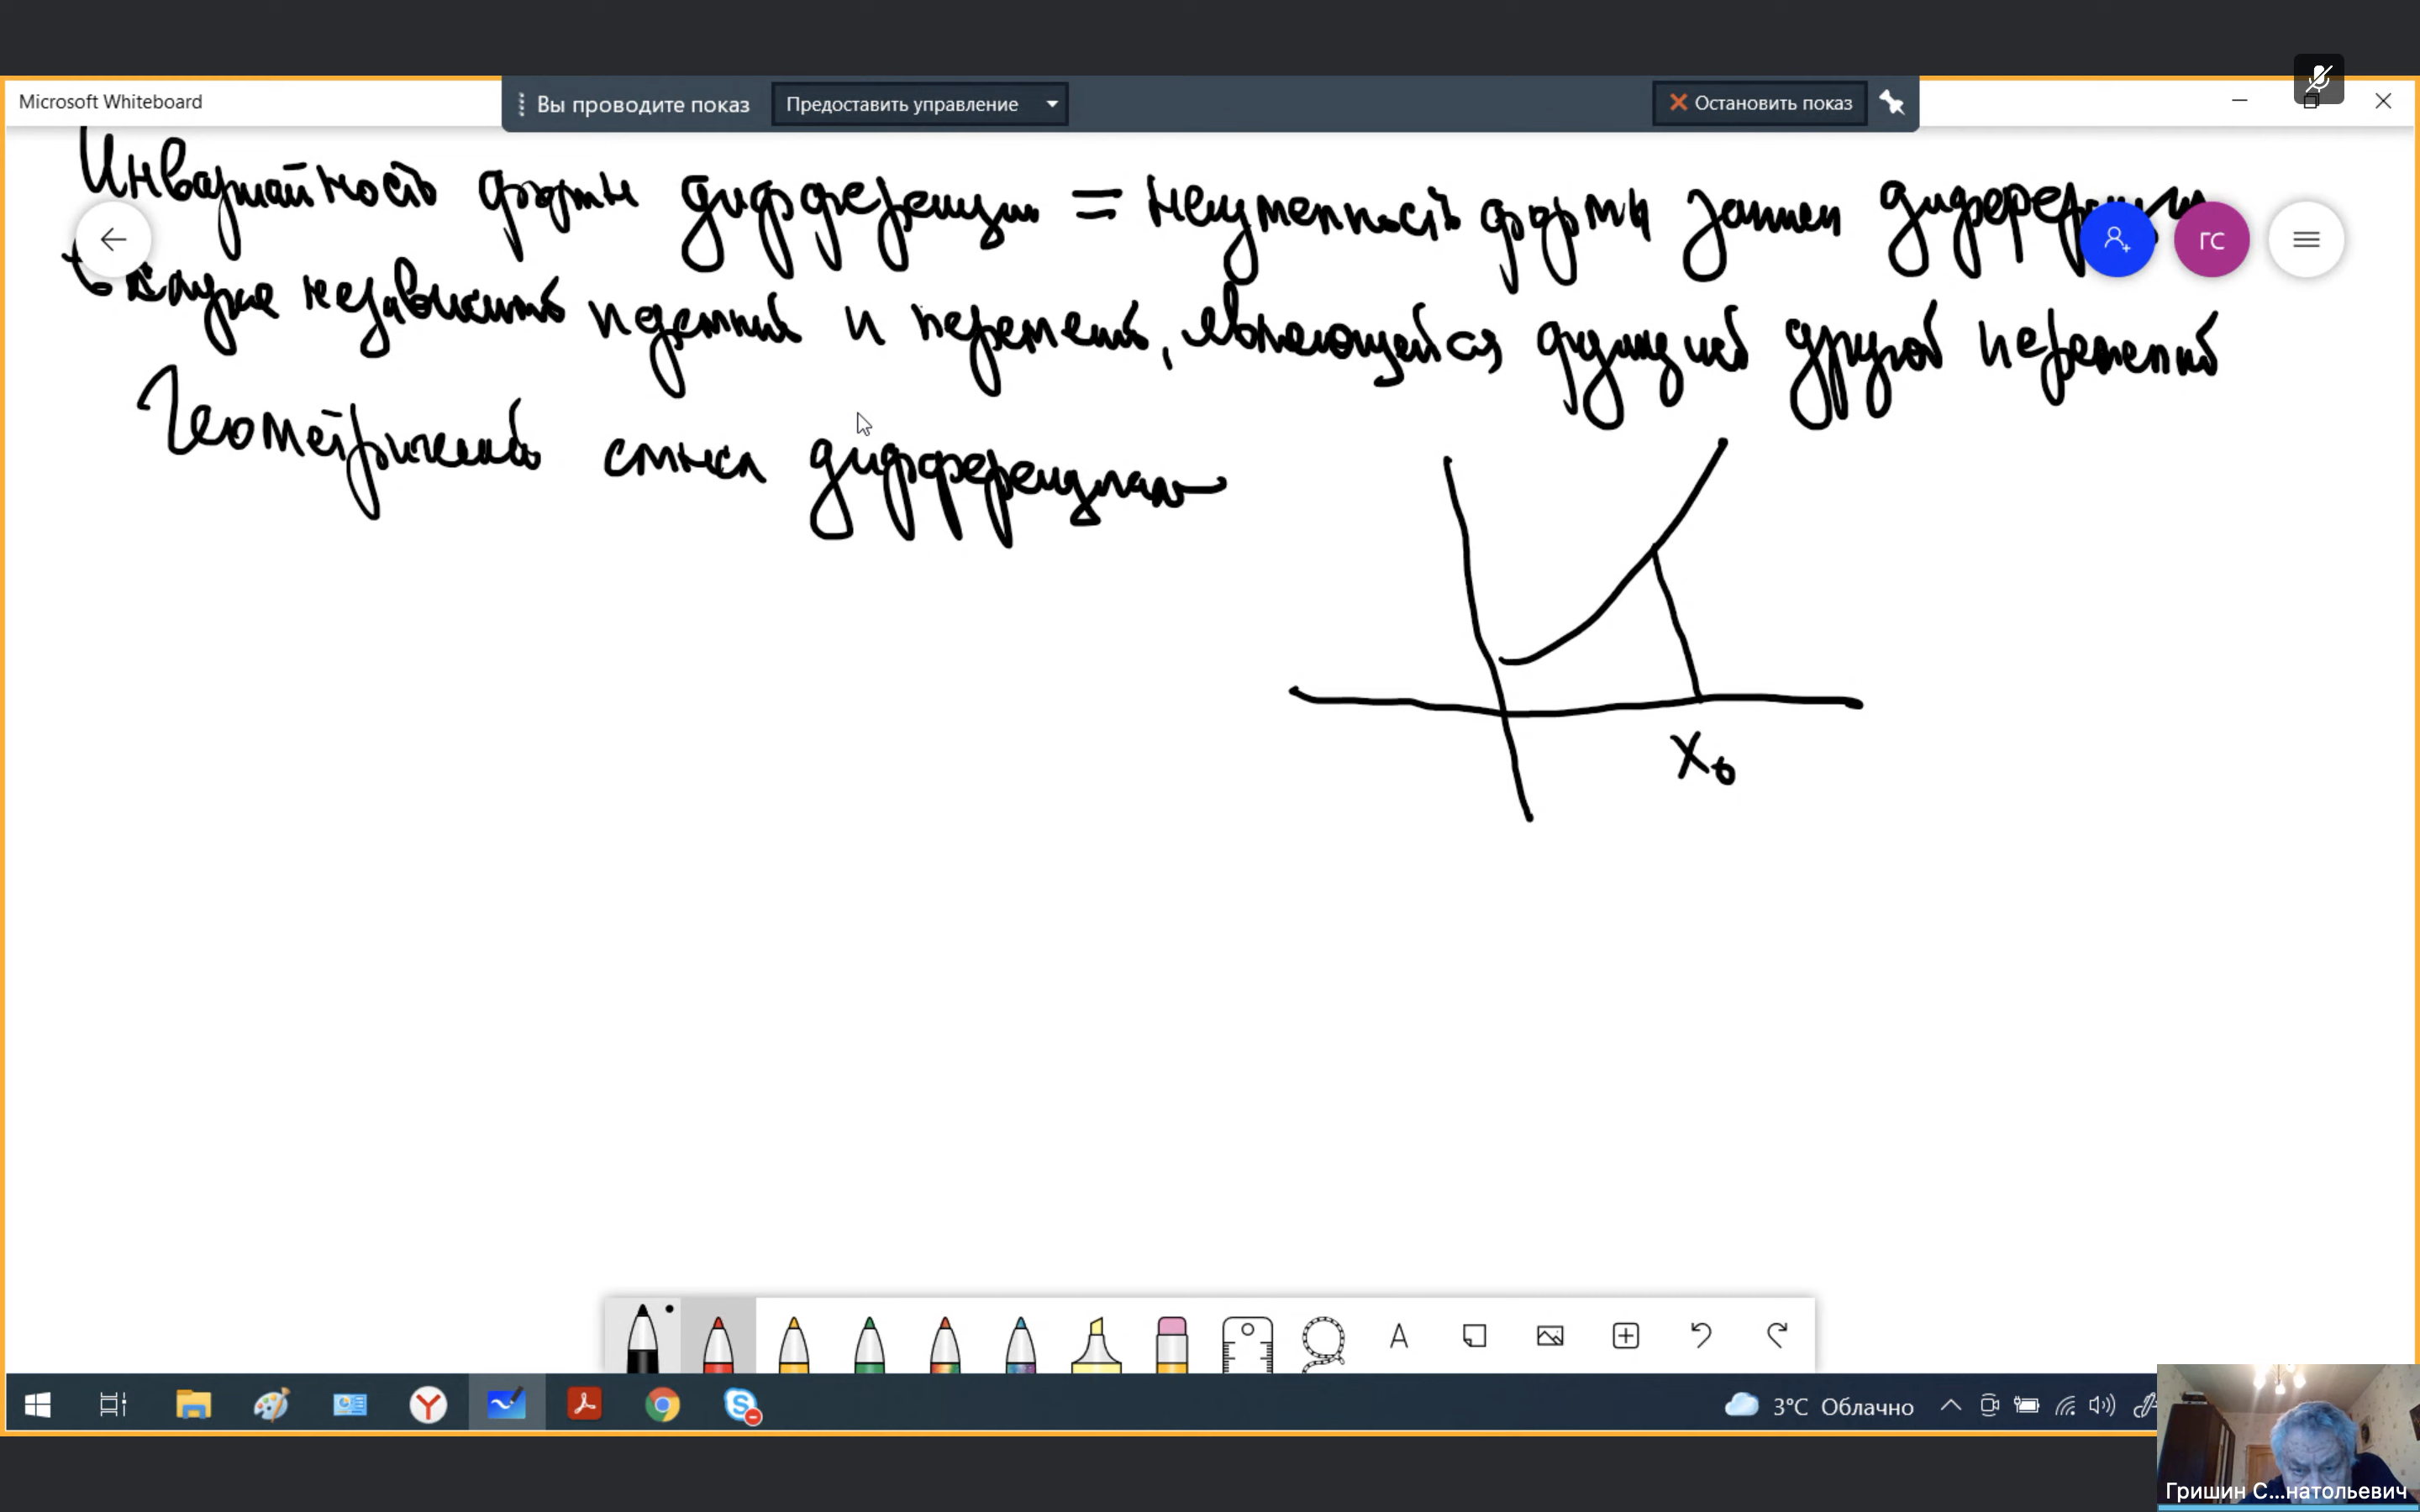 Microsoft Whiteboard
Вы проводите показ
Предоставить управление
Остановить показ
Инвариантность формы дифференциала = неизменность формы записи
ГС
в случае независимой переменной и переменной, являющейся функцией другой переменной
Геометрический смысл дифференциала
x₀
3°C Облачно
Гришин С...натольевич